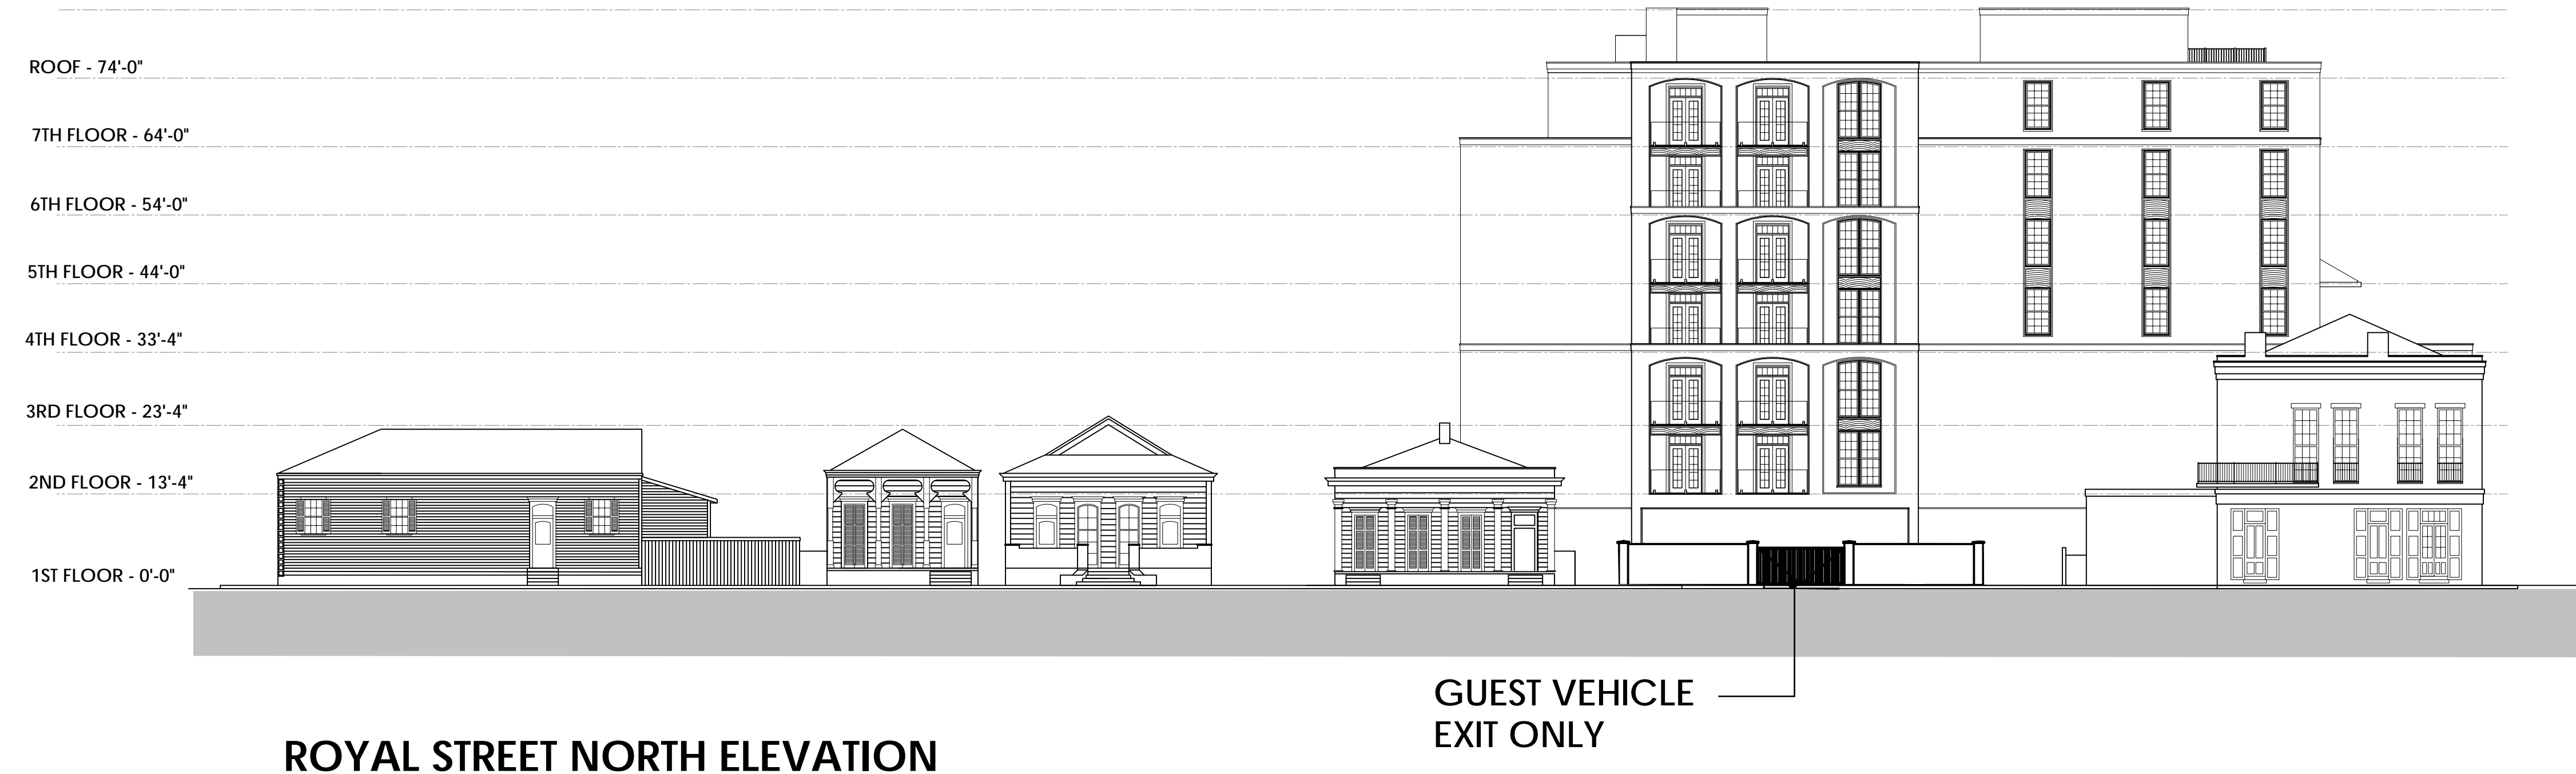 ROOF - 74'-0"
7TH FLOOR - 64'-0"
6TH FLOOR - 54'-0"
5TH FLOOR - 44'-0"
4TH FLOOR - 33'-4"
3RD FLOOR - 23'-4"
2ND FLOOR - 13'-4"
1ST FLOOR - 0'-0"
GUEST VEHICLE
EXIT ONLY
ROYAL STREET NORTH ELEVATION